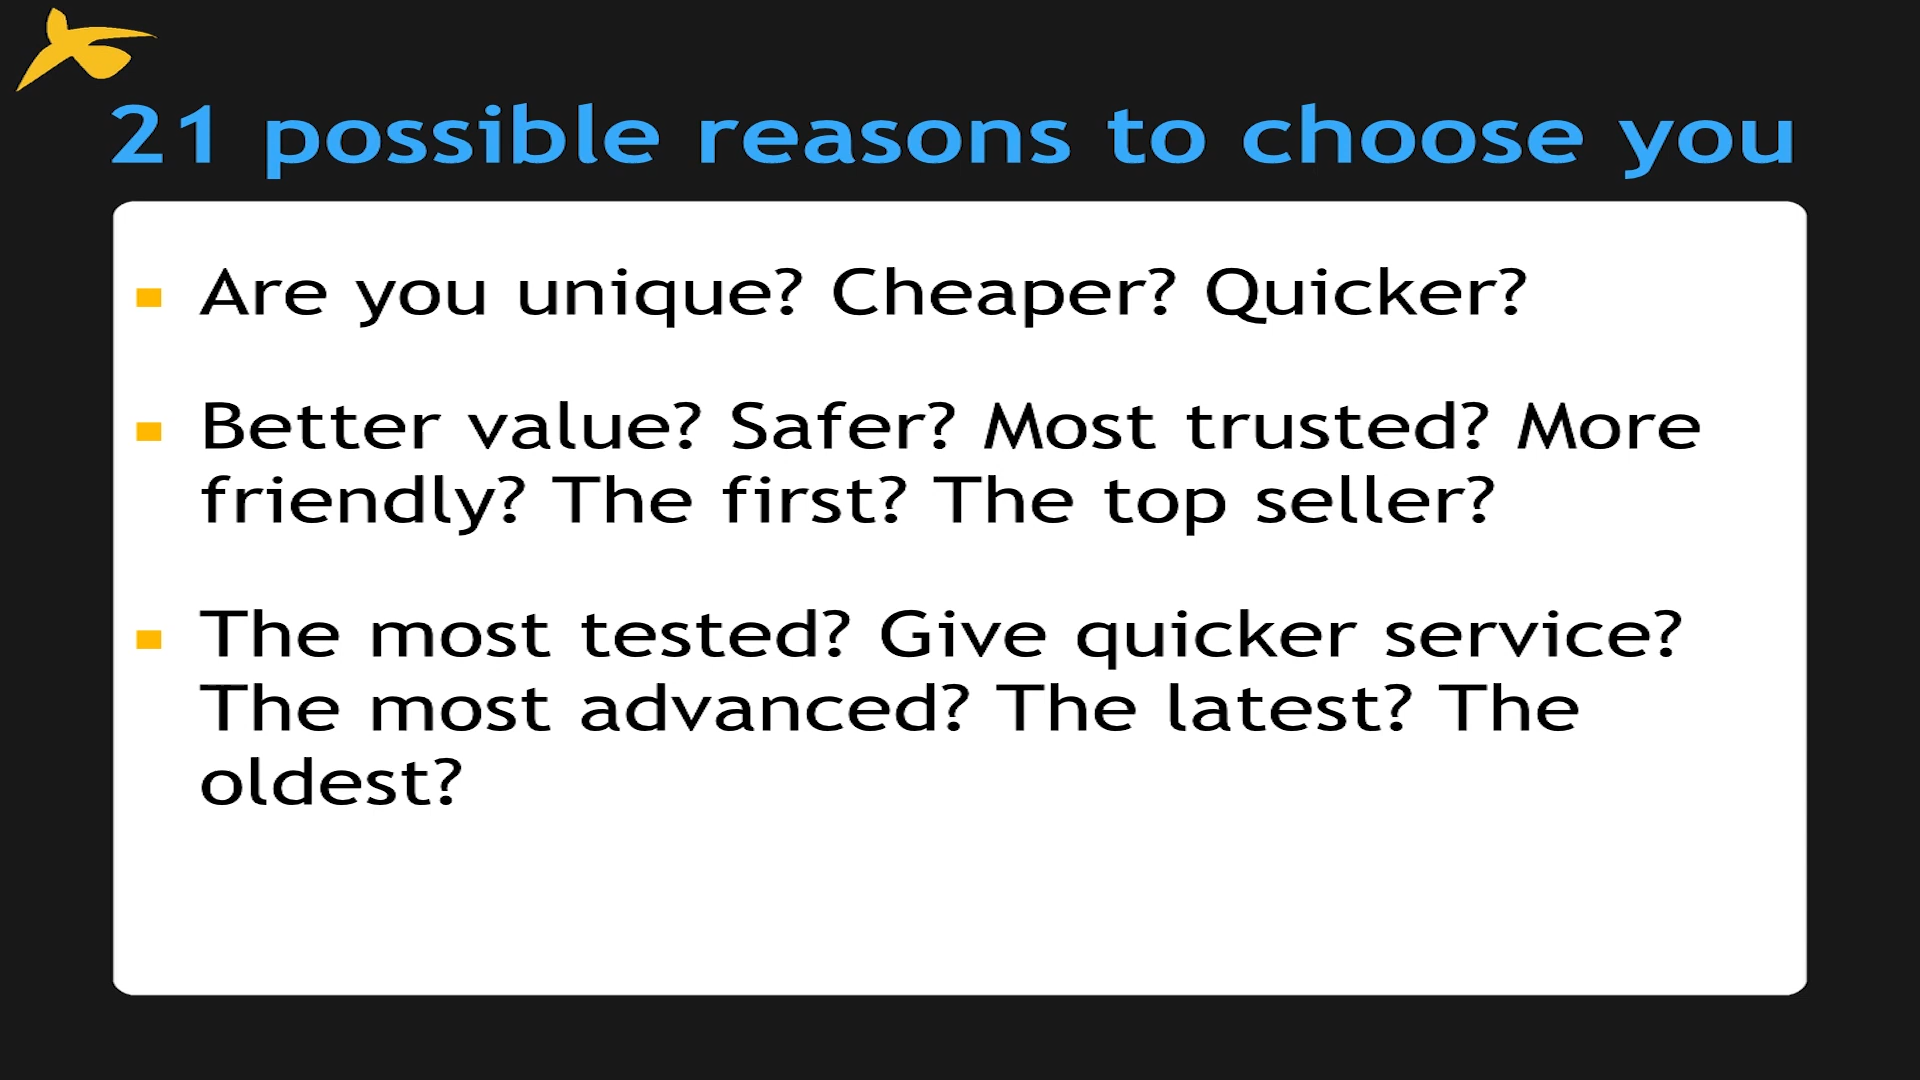 21 possible reasons to choose you
Are you unique? Cheaper? Quicker?
Better value? Safer? Most trusted? More
friendly? The first? The top seller?
The most tested? Give quicker service?
The most advanced? The latest? The
oldest?